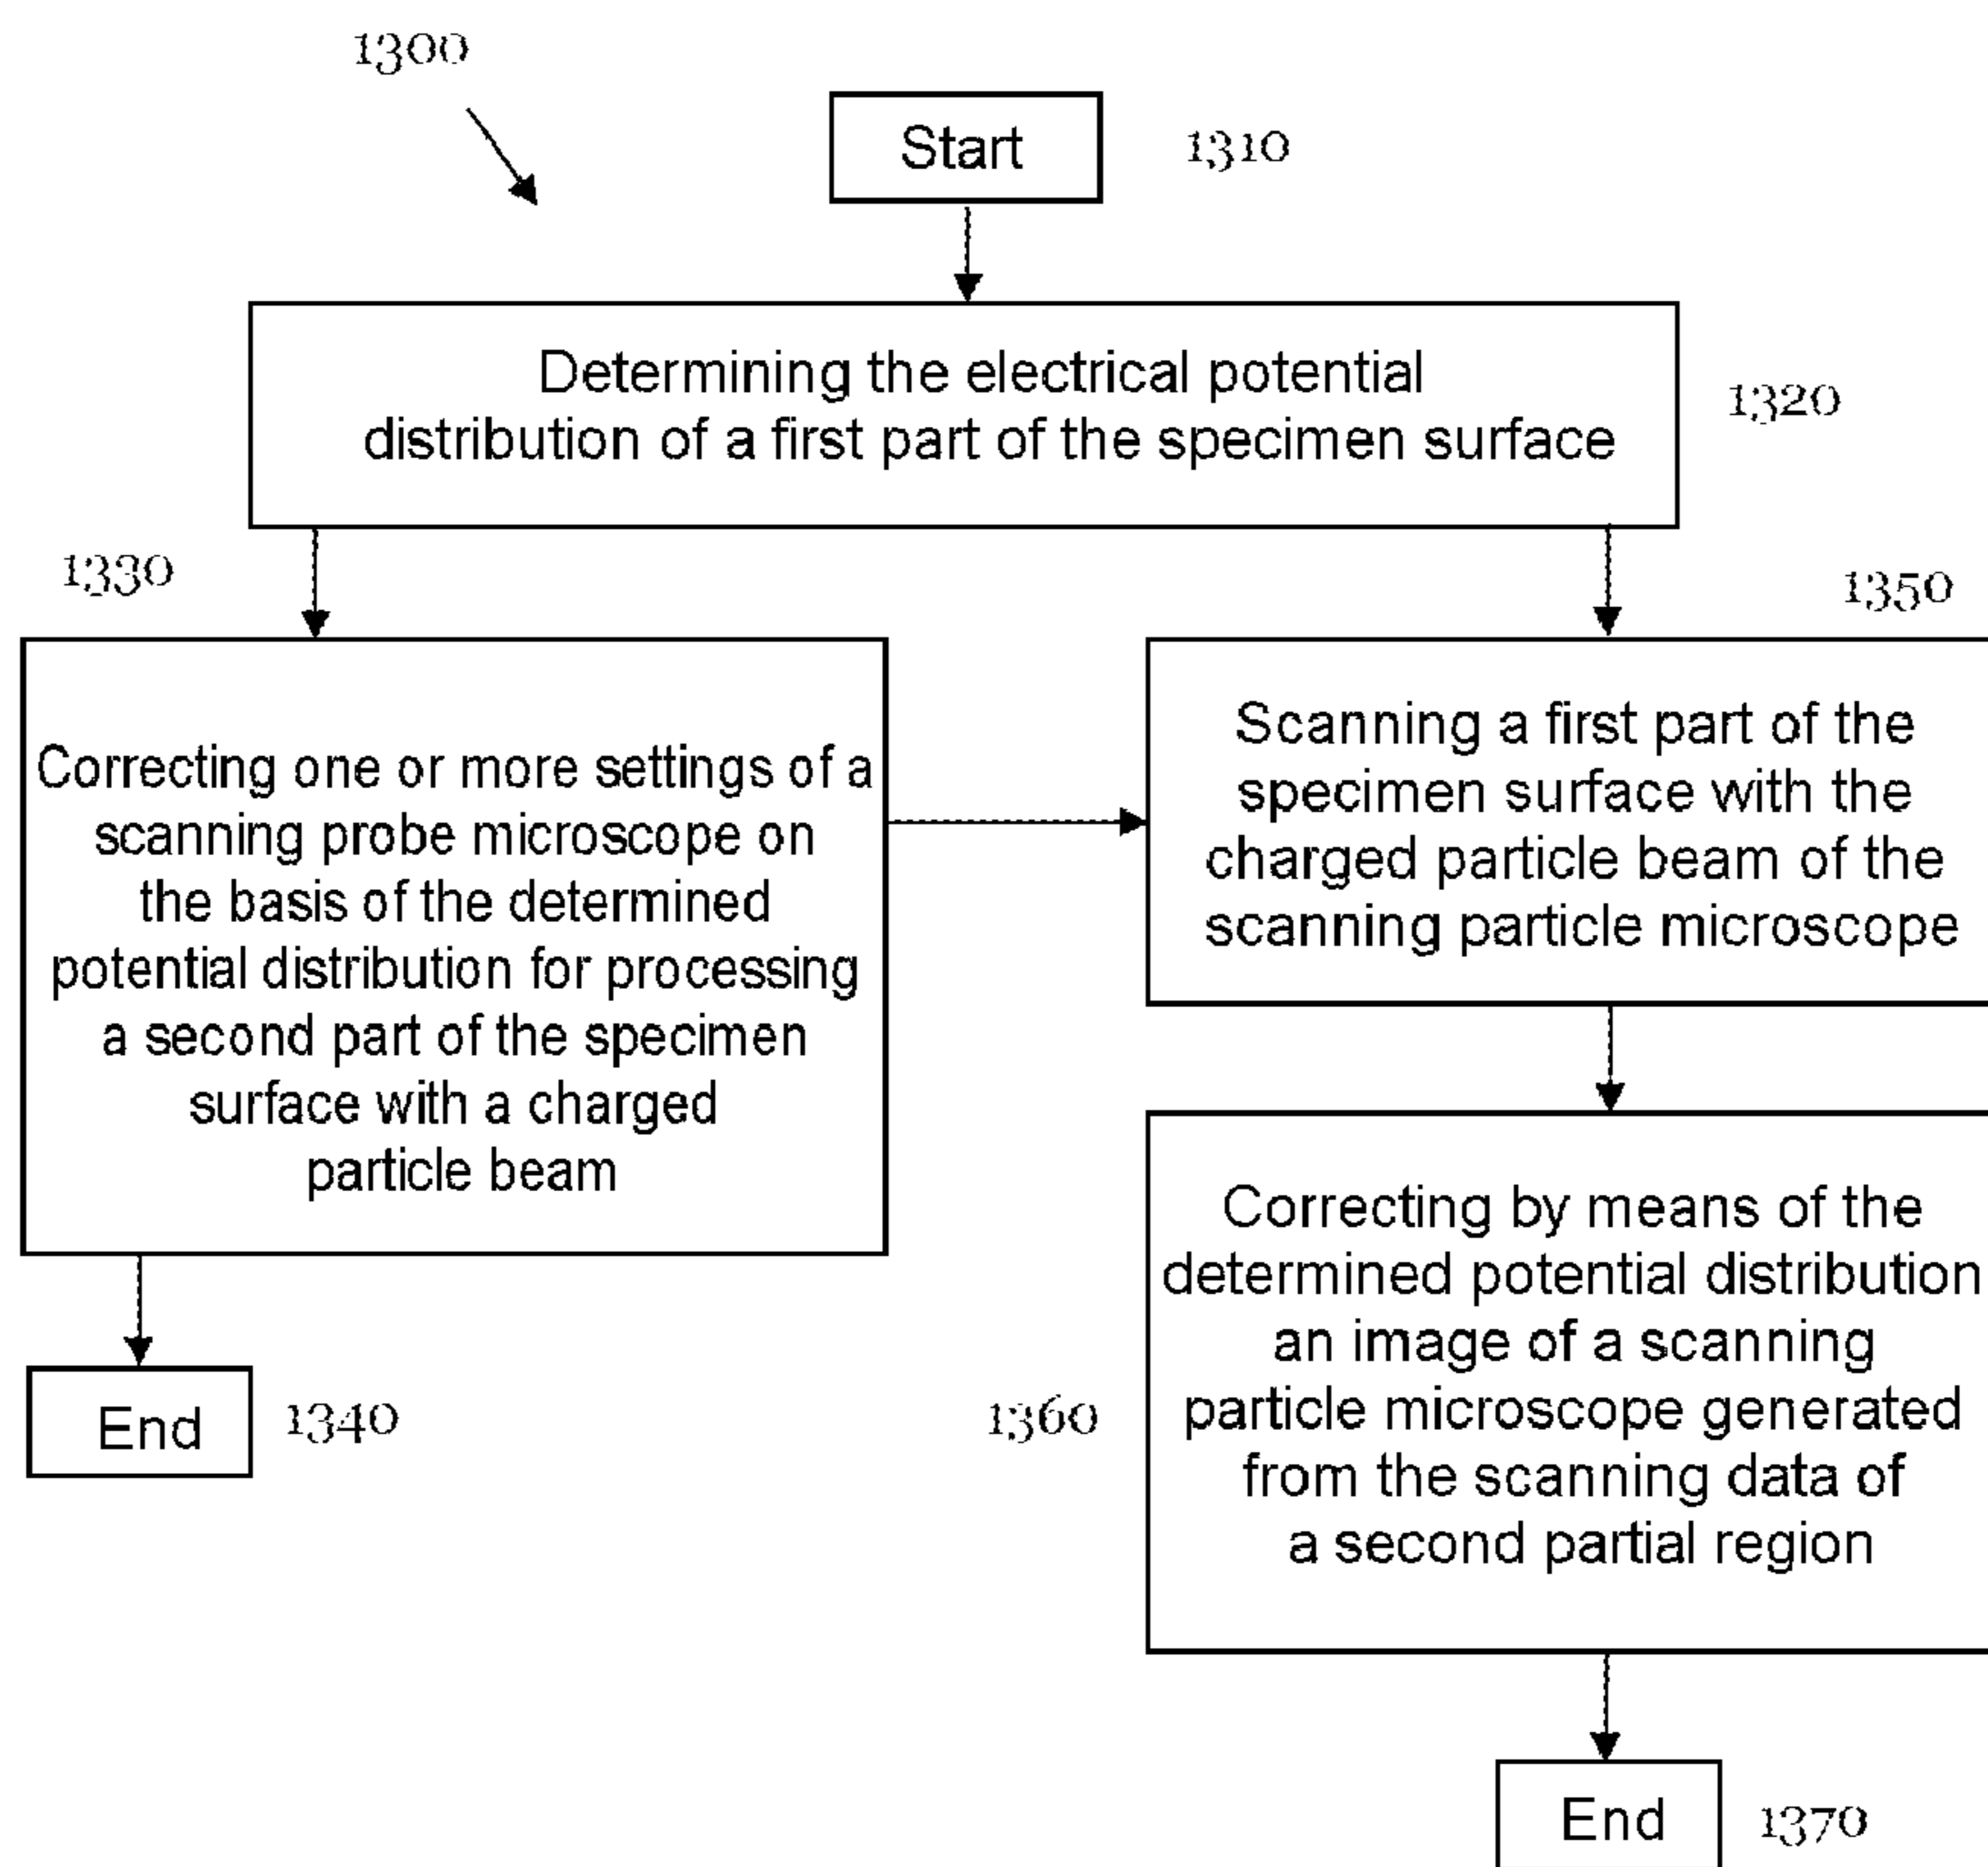 1300
Start
1310
Determining the electrical potential
distribution of a first part of the specimen surface
1320
1330
1350
Correcting one or more settings of a
scanning probe microscope on
the basis of the determined
potential distribution for processing
a second part of the specimen
surface with a charged
particle beam
Scanning a first part of the
specimen surface with the
charged particle beam of the
scanning particle microscope
End
1340
1360
Correcting by means of the
determined potential distribution
an image of a scanning
particle microscope generated
from the scanning data of
a second partial region
End
1370